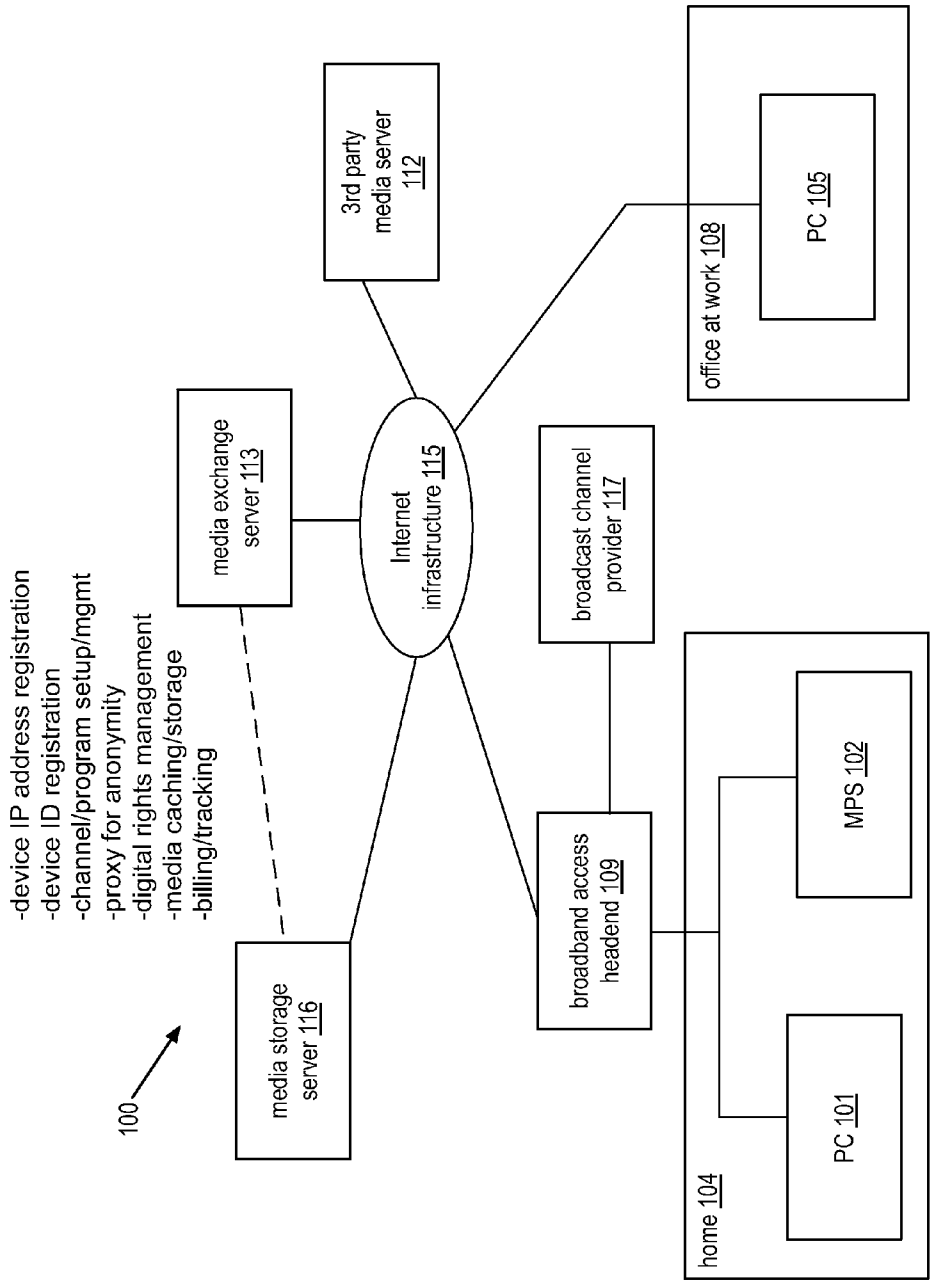 -device IP address registration
-device ID registration
-channel/program setup/mgmt
-proxy for anonymity
-digital rights management
-media caching/storage
-billing/tracking
100
media storage
server 116
media exchange
server 113
3rd party
media server
112
Internet
infrastructure 115
broadband access
headend 109
broadcast channel
provider 117
home 104
PC 101
MPS 102
office at work 108
PC 105